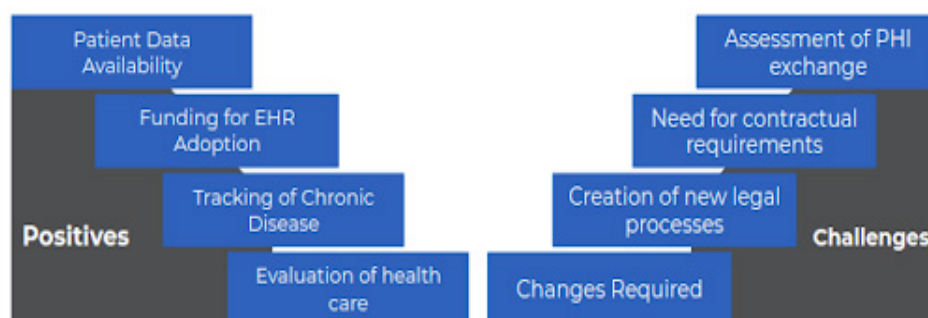 Patient Data
Availability
Funding for EHR
Adoption
Tracking of Chronic
Disease
Evaluation of health
care
Positives
Assessment of PHI
exchange
Need for contractual
requirements
Creation of new legal
processes
Changes Required
Challenges